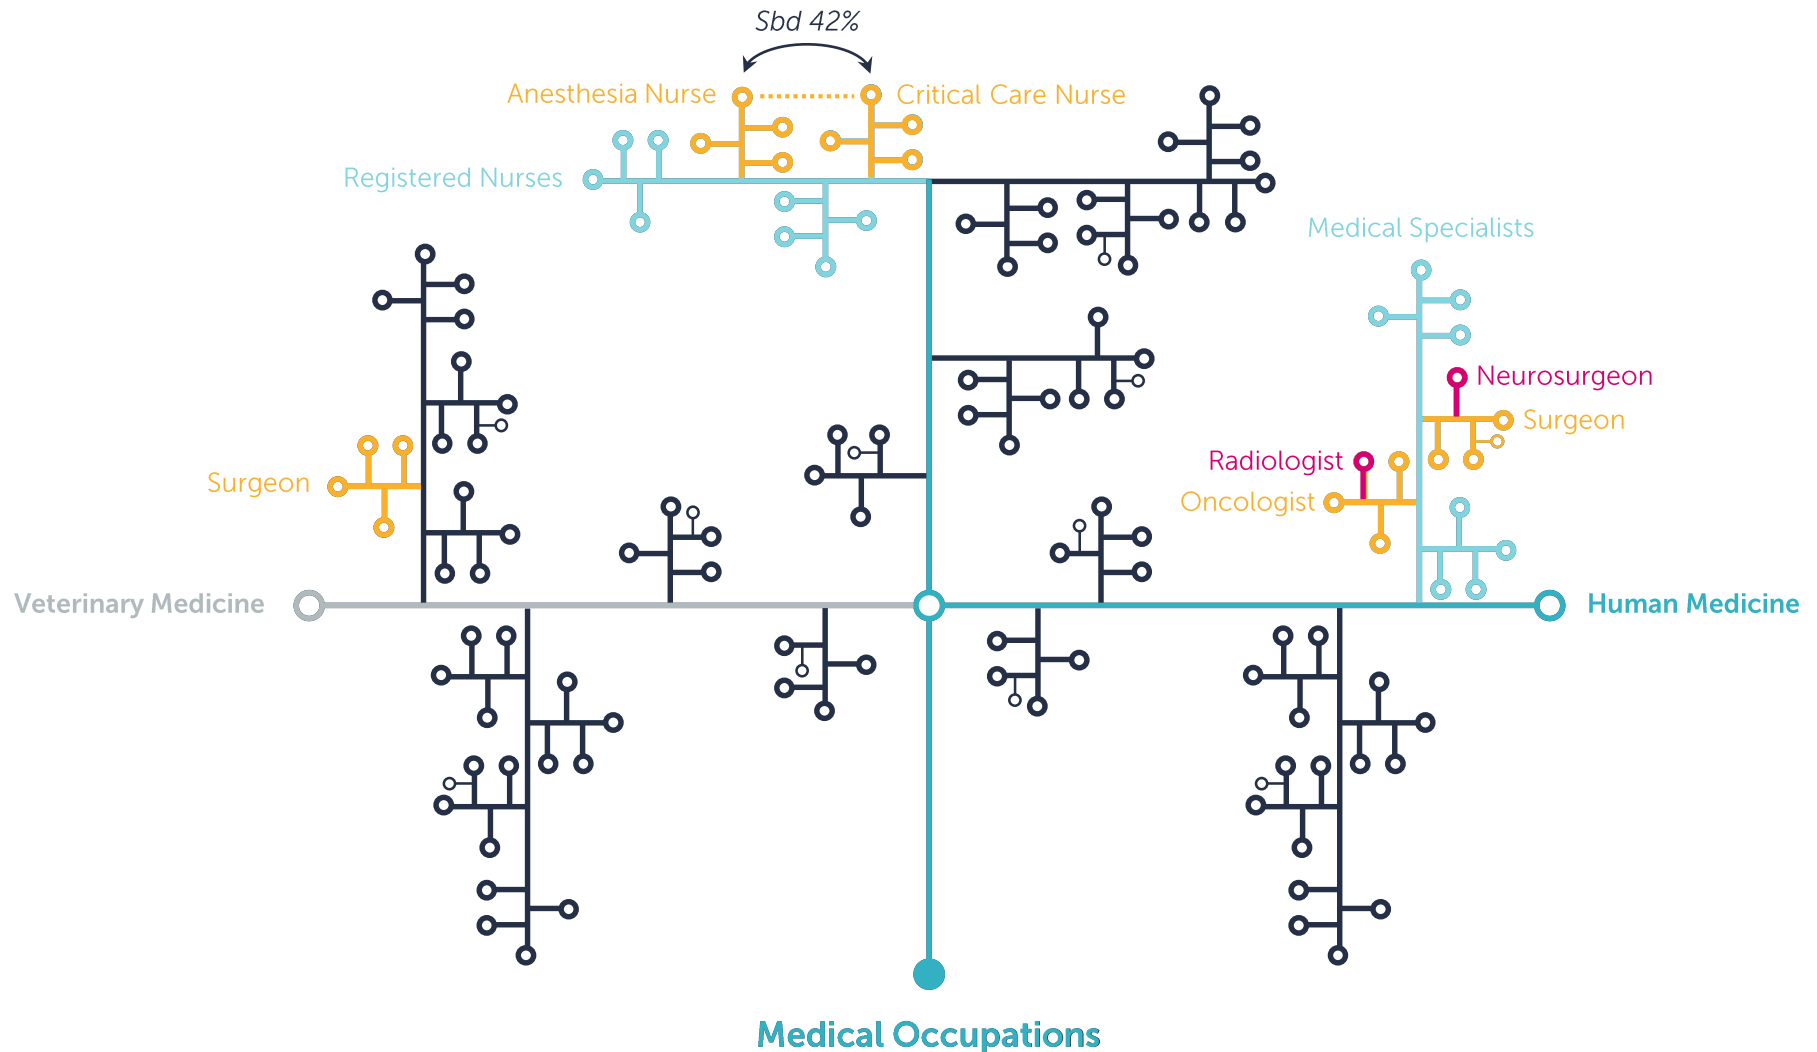 Sbd 42%
Anesthesia Nurse
Critical Care Nurse
Registered Nurses
Medical Specialists
Neurosurgeon
Surgeon
Radiologist
Oncologist
Surgeon
Veterinary Medicine
Human Medicine
Medical Occupations